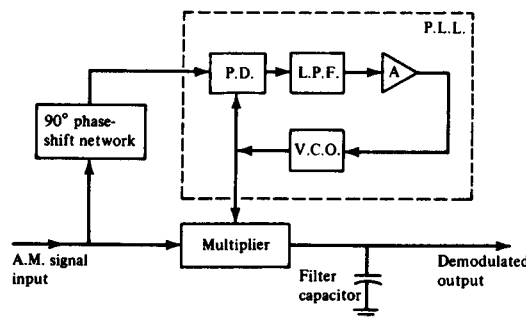 P.L.L.
P.D.
L.P.F.
A
90° phase-
shift network
V.C.O.
Multiplier
A.M. signal
input
Filter
capacitor
Demodulated
output